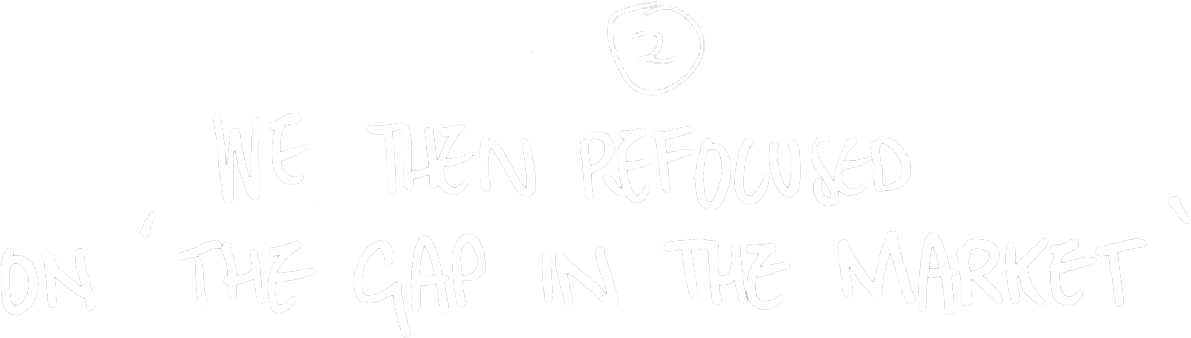 2
WE THEN REFOCUSED
ON 'THE GAP IN THE MARKET'